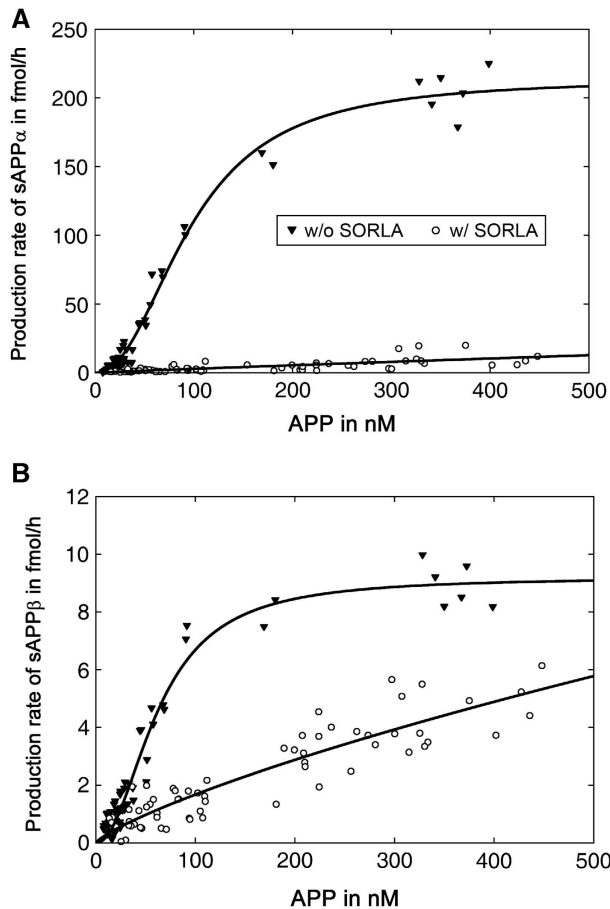 A
Production rate of sAPPα in fmol/h
250
200
150
100
50
0
▼ w/o SORLA ○ w/ SORLA
0 100 200 300 400 500
APP in nM
B
Production rate of sAPPβ in fmol/h
12
10
8
6
4
2
0
0 100 200 300 400 500
APP in nM